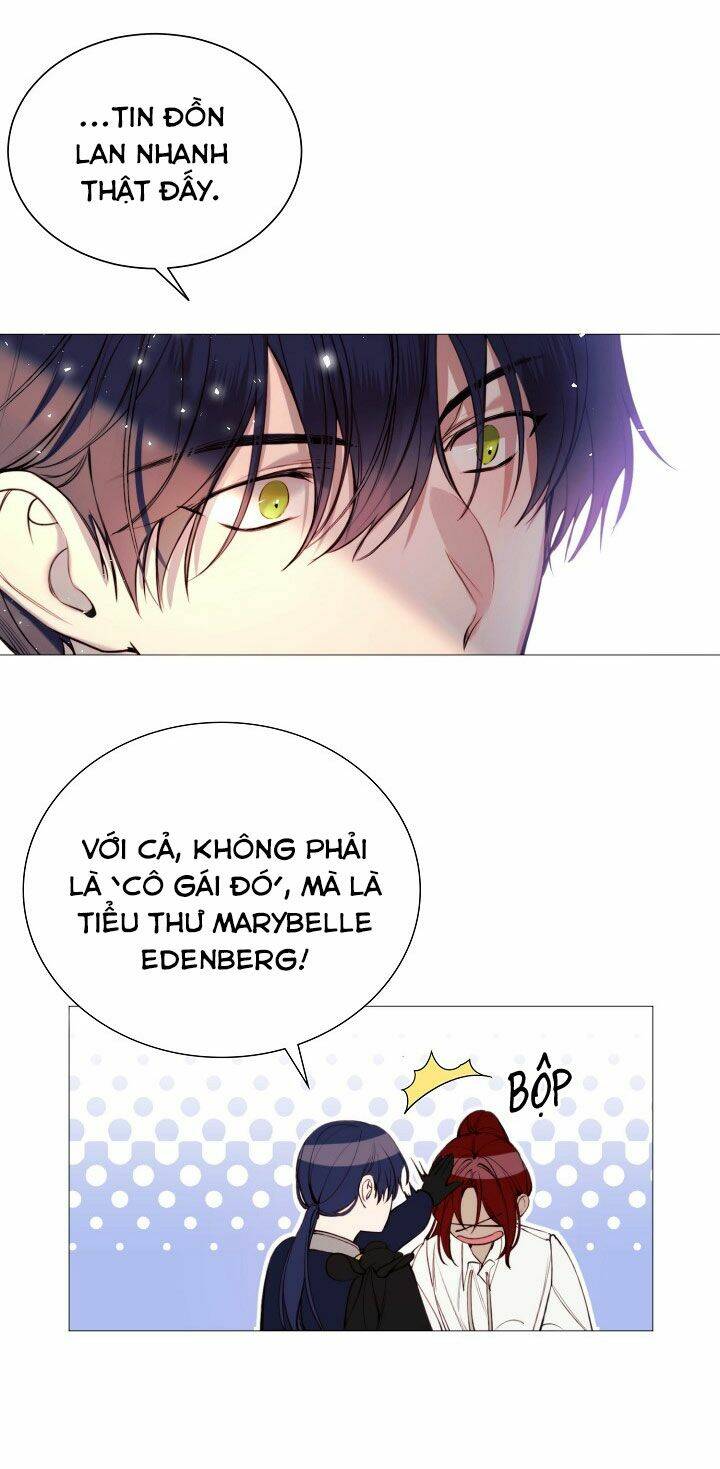 ...TIN ĐỒN
LAN NHANH
THẬT ĐẤY.
VỚI CẢ, KHÔNG PHẢI
LÀ 'CÔ GÁI ĐÓ', MÀ LÀ
TIỂU THƯ MARYBELLE
EDENBERG!
BỘP